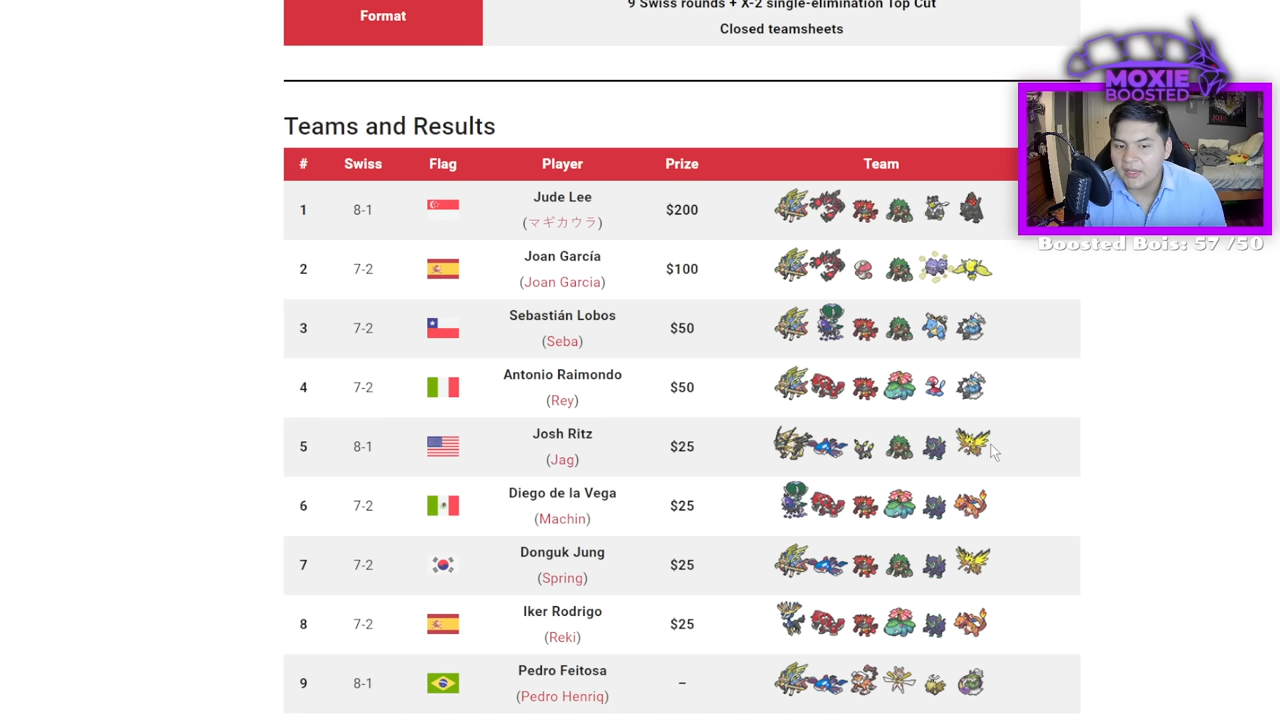 Format
9 Swiss rounds + X-2 single-elimination Top Cut
Closed teamsheets
MOXIE
BOOSTED
Boosted Bois: 57 /50
Teams and Results
# Swiss Flag Player Prize Team
1 8-1 Jude Lee $200
(マギカウラ)
2 7-2 Joan García $100
(Joan Garcia)
3 7-2 Sebastián Lobos $50
(Seba)
4 7-2 Antonio Raimondo $50
(Rey)
5 8-1 Josh Ritz $25
(Jag)
6 7-2 Diego de la Vega $25
(Machin)
7 7-2 Donguk Jung $25
(Spring)
8 7-2 Iker Rodrigo $25
(Reki)
9 8-1 Pedro Feitosa –
(Pedro Henriq)